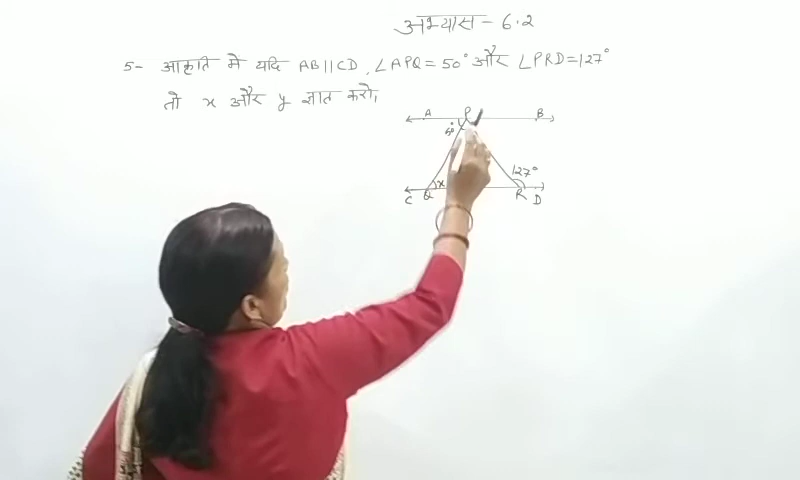 अभ्यास - 6.2
5- आकृति में यदि AB||CD, ∠APQ = 50° और ∠PRD = 127°
तो x और y ज्ञात करो।
A P B
50°
127°
x
C Q R D